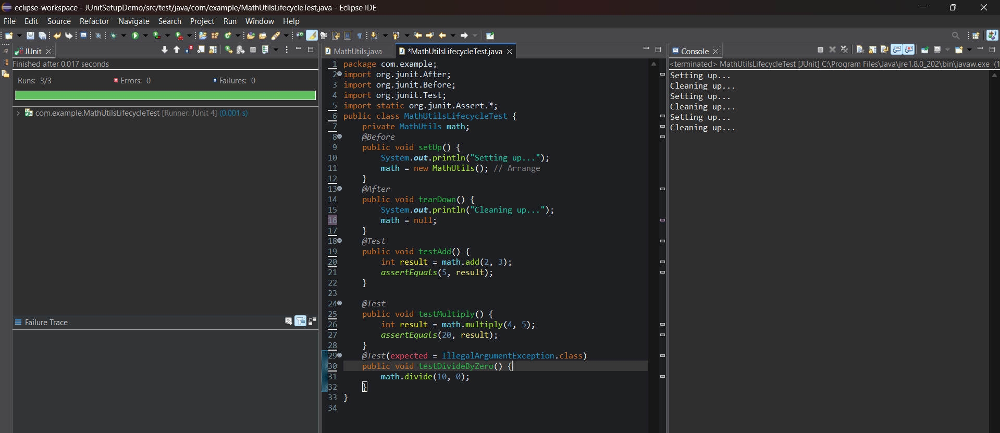 eclipse-workspace - JUnitSetupDemo/src/test/java/com/example/MathUtilsLifecycleTest.java - Eclipse IDE
File Edit Source Refactor Navigate Search Project Run Window Help
JUnit
Finished after 0.017 seconds
Runs: 3/3 Errors: 0 Failures: 0
com.example.MathUtilsLifecycleTest [Runner: JUnit 4] (0.001 s)
Failure Trace
MathUtils.java *MathUtilsLifecycleTest.java
1 package com.example;
2 import org.junit.After;
3 import org.junit.Before;
4 import org.junit.Test;
5 import static org.junit.Assert.*;
6 public class MathUtilsLifecycleTest {
7     private MathUtils math;
8     @Before
9     public void setUp() {
10         System.out.println("Setting up...");
11         math = new MathUtils(); // Arrange
12     }
13     @After
14     public void tearDown() {
15         System.out.println("Cleaning up...");
16         math = null;
17     }
18     @Test
19     public void testAdd() {
20         int result = math.add(2, 3);
21         assertEquals(5, result);
22     }
23
24     @Test
25     public void testMultiply() {
26         int result = math.multiply(4, 5);
27         assertEquals(20, result);
28     }
29     @Test(expected = IllegalArgumentException.class)
30     public void testDivideByZero() {
31         math.divide(10, 0);
32     }
33 }
34
Console
<terminated> MathUtilsLifecycleTest [JUnit] C:\Program Files\Java\jre1.8.0_202\bin\javaw.exe (1
Setting up...
Cleaning up...
Setting up...
Cleaning up...
Setting up...
Cleaning up...